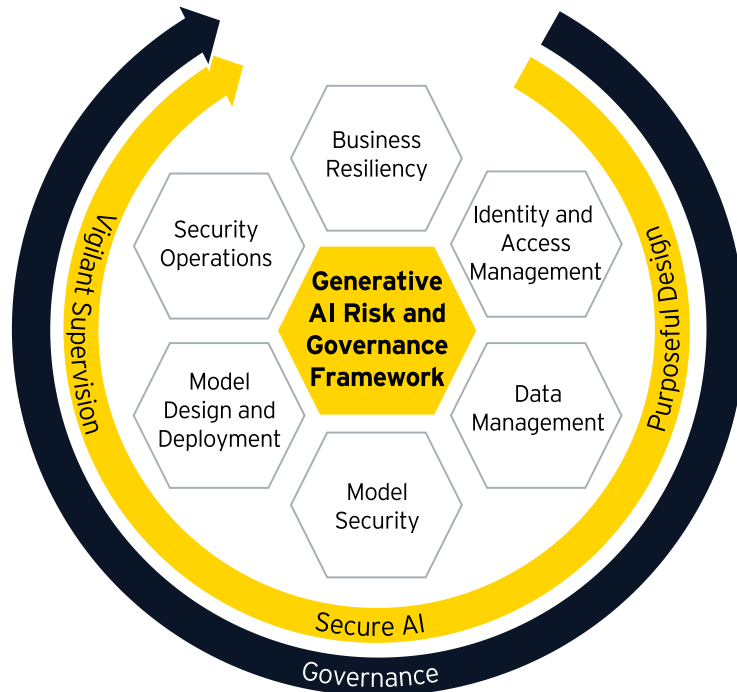 Business
Resiliency
Identity and
Access
Management
Security
Operations
Generative
AI Risk and
Governance
Framework
Model
Design and
Deployment
Data
Management
Model
Security
Vigilant Supervision
Purposeful Design
Secure AI
Governance